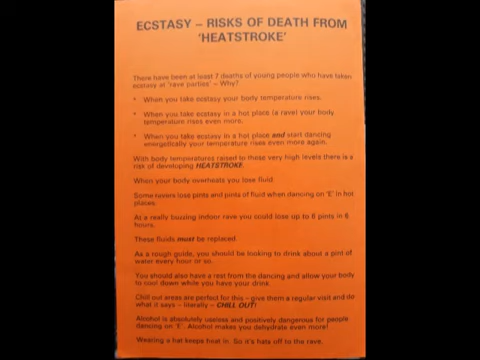 ECSTASY – RISKS OF DEATH FROM
'HEATSTROKE'
There have been at least 7 deaths of young people who have taken
ecstasy at 'rave parties' – Why?
* When you take ecstasy your body temperature rises.
* When you take ecstasy in a hot place (a rave) your body
temperature rises even more.
* When you take ecstasy in a hot place and start dancing
energetically your temperature rises even more again.
With body temperatures raised to these very high levels there is a
risk of developing HEATSTROKE.
When your body overheats you lose fluid.
Some ravers lose pints and pints of fluid when dancing on 'E' in hot
places.
At a really buzzing indoor rave you could lose up to 6 pints in 6
hours.
These fluids must be replaced.
As a rough guide, you should be looking to drink about a pint of
water every hour or so.
You should also have a rest from the dancing and allow your body
to cool down while you have your drink.
Chill out areas are perfect for this – give them a regular visit and do
what it says – literally – CHILL OUT!
Alcohol is absolutely useless and positively dangerous for people
dancing on 'E'. Alcohol makes you dehydrate even more!
Wearing a hat keeps heat in. So it's hats off to the rave.